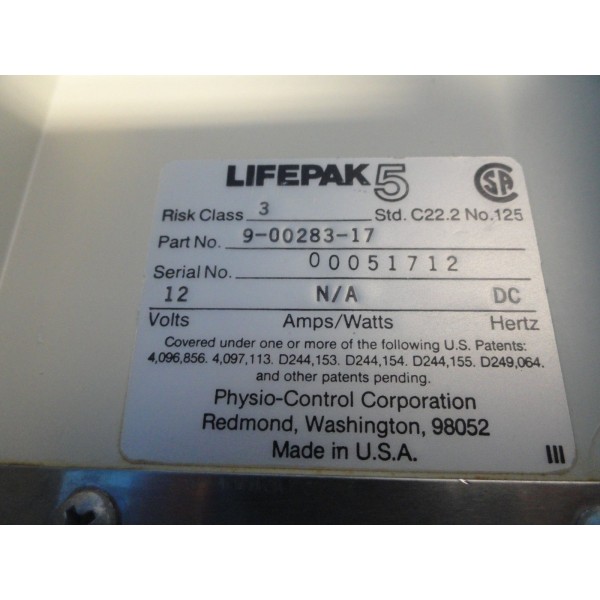 LIFEPAK 5
SA
Risk Class 3 Std. C22.2 No.125
Part No. 9-00283-17
Serial No. 00051712
12 N/A DC
Volts Amps/Watts Hertz
Covered under one or more of the following U.S. Patents:
4,096,856. 4,097,113. D244,153. D244,154. D244,155. D249,064.
and other patents pending.
Physio-Control Corporation
Redmond, Washington, 98052
Made in U.S.A.
III